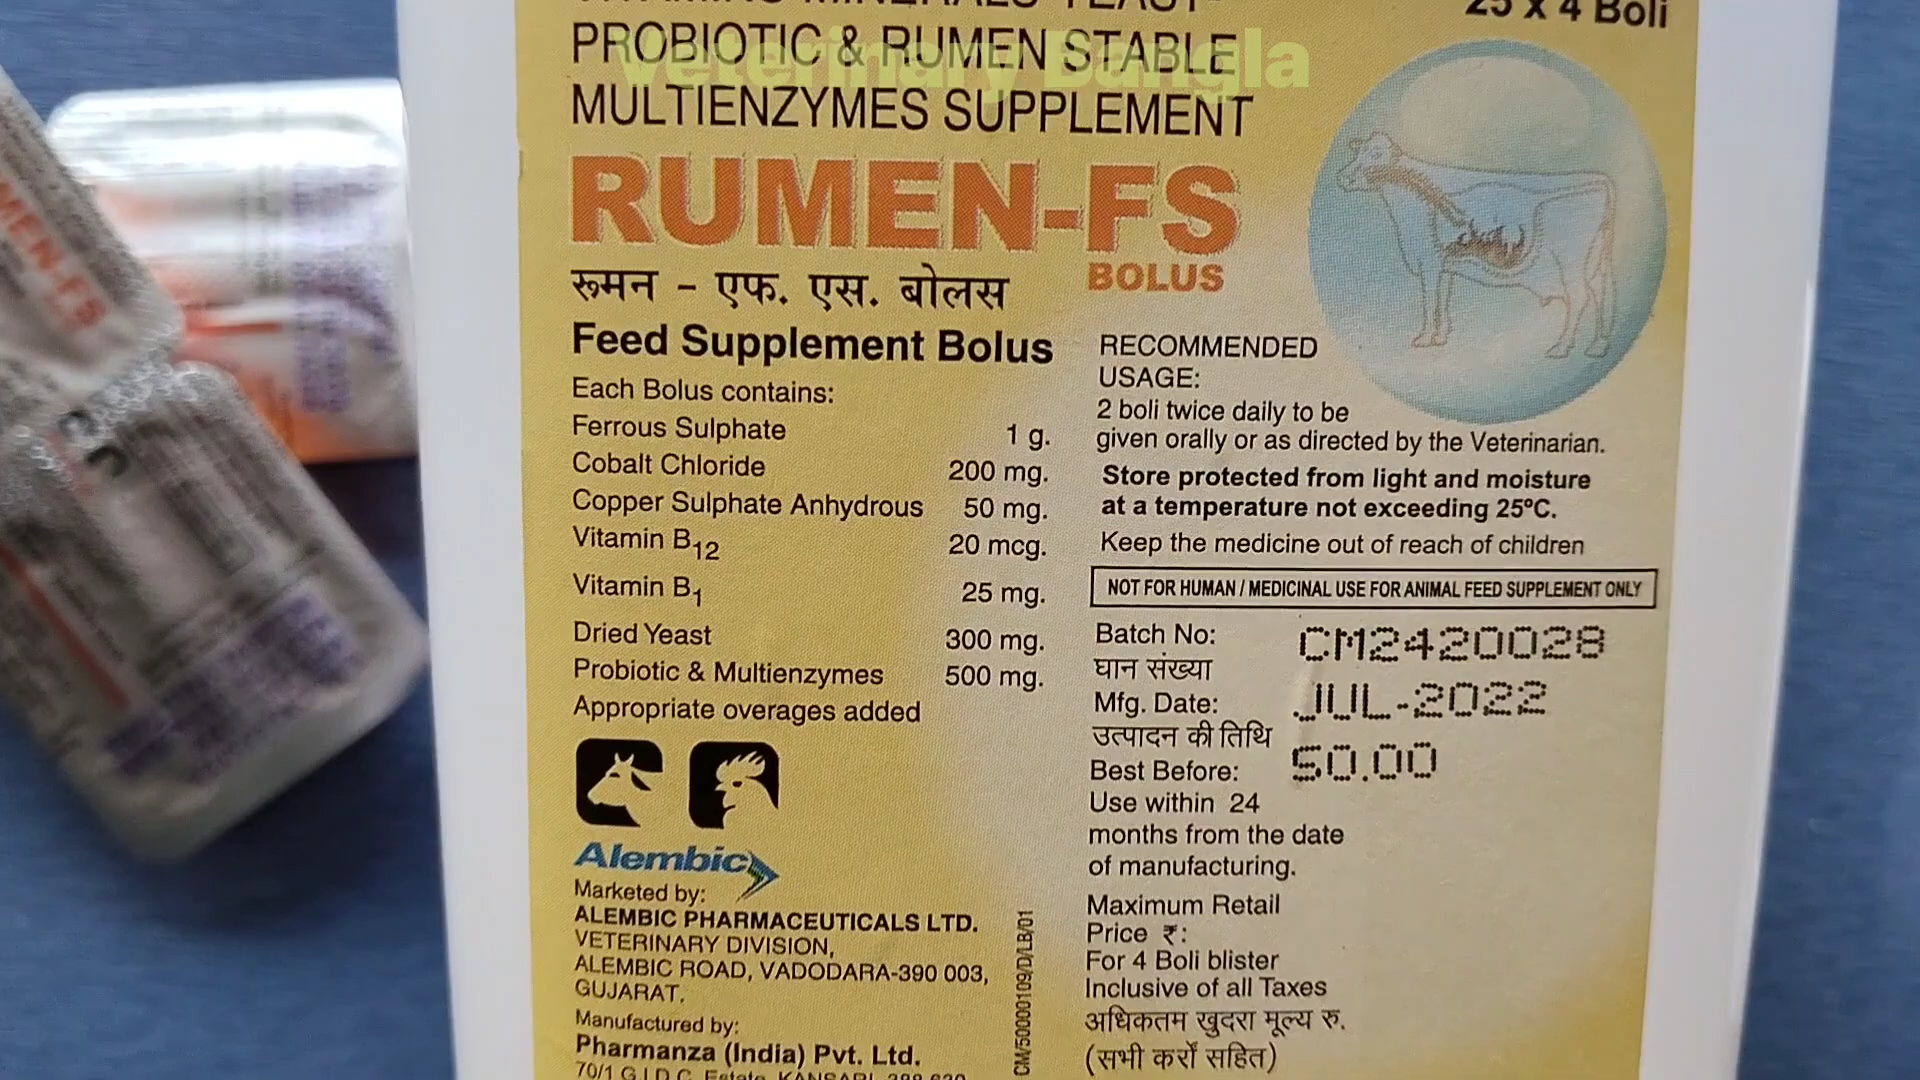 25 x 4 Boli
PROBIOTIC & RUMEN STABLE
MULTIENZYMES SUPPLEMENT
Veterinary Bangla
RUMEN-FS
BOLUS
रूमन - एफ. एस. बोलस
Feed Supplement Bolus
Each Bolus contains:
Ferrous Sulphate 1 g.
Cobalt Chloride 200 mg.
Copper Sulphate Anhydrous 50 mg.
Vitamin B12 20 mcg.
Vitamin B1 25 mg.
Dried Yeast 300 mg.
Probiotic & Multienzymes 500 mg.
Appropriate overages added
Alembic
Marketed by:
ALEMBIC PHARMACEUTICALS LTD.
VETERINARY DIVISION,
ALEMBIC ROAD, VADODARA-390 003,
GUJARAT.
Manufactured by:
Pharmanza (India) Pvt. Ltd.
70/1 G.I.D.C. Estate, KANSARI
CM/50000109/D/LB/01
RECOMMENDED
USAGE:
2 boli twice daily to be
given orally or as directed by the Veterinarian.
Store protected from light and moisture
at a temperature not exceeding 25ºC.
Keep the medicine out of reach of children
NOT FOR HUMAN / MEDICINAL USE FOR ANIMAL FEED SUPPLEMENT ONLY
Batch No: CM2420028
घान संख्या
Mfg. Date: JUL-2022
उत्पादन की तिथि
50.00
Best Before:
Use within 24
months from the date
of manufacturing.
Maximum Retail
Price ₹:
For 4 Boli blister
Inclusive of all Taxes
अधिकतम खुदरा मूल्य रु.
(सभी करों सहित)
MEN-FS